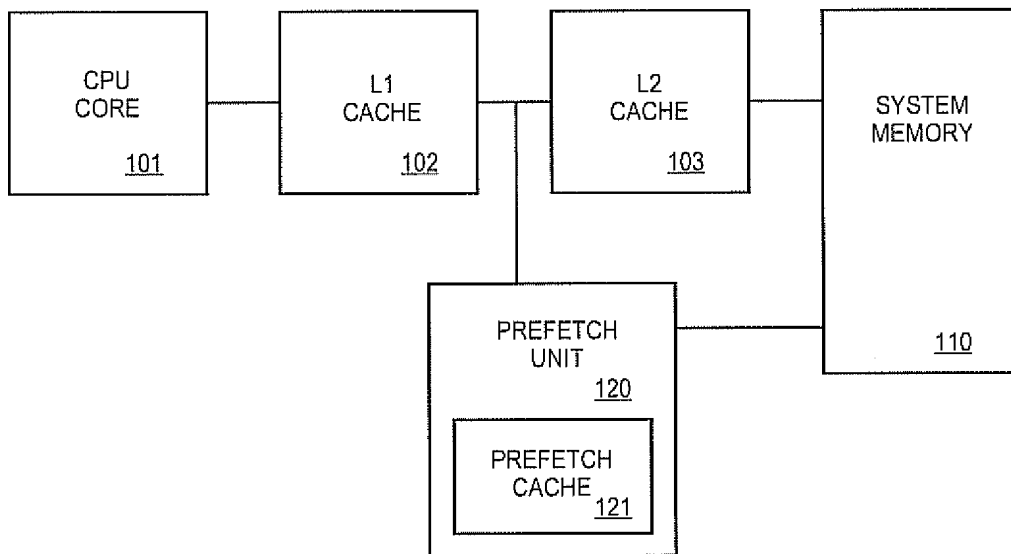 CPU
CORE
101
L1
CACHE
102
L2
CACHE
103
SYSTEM
MEMORY
110
PREFETCH
UNIT
120
PREFETCH
CACHE
121